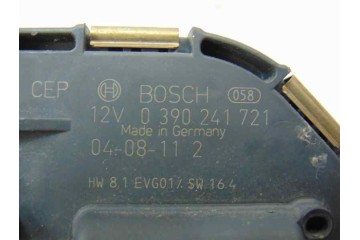 CEP BOSCH 058
12V 0 390 241 721
Made in Germany
04-08-11 2
HW 8.1 EVG01/ SW 16.4